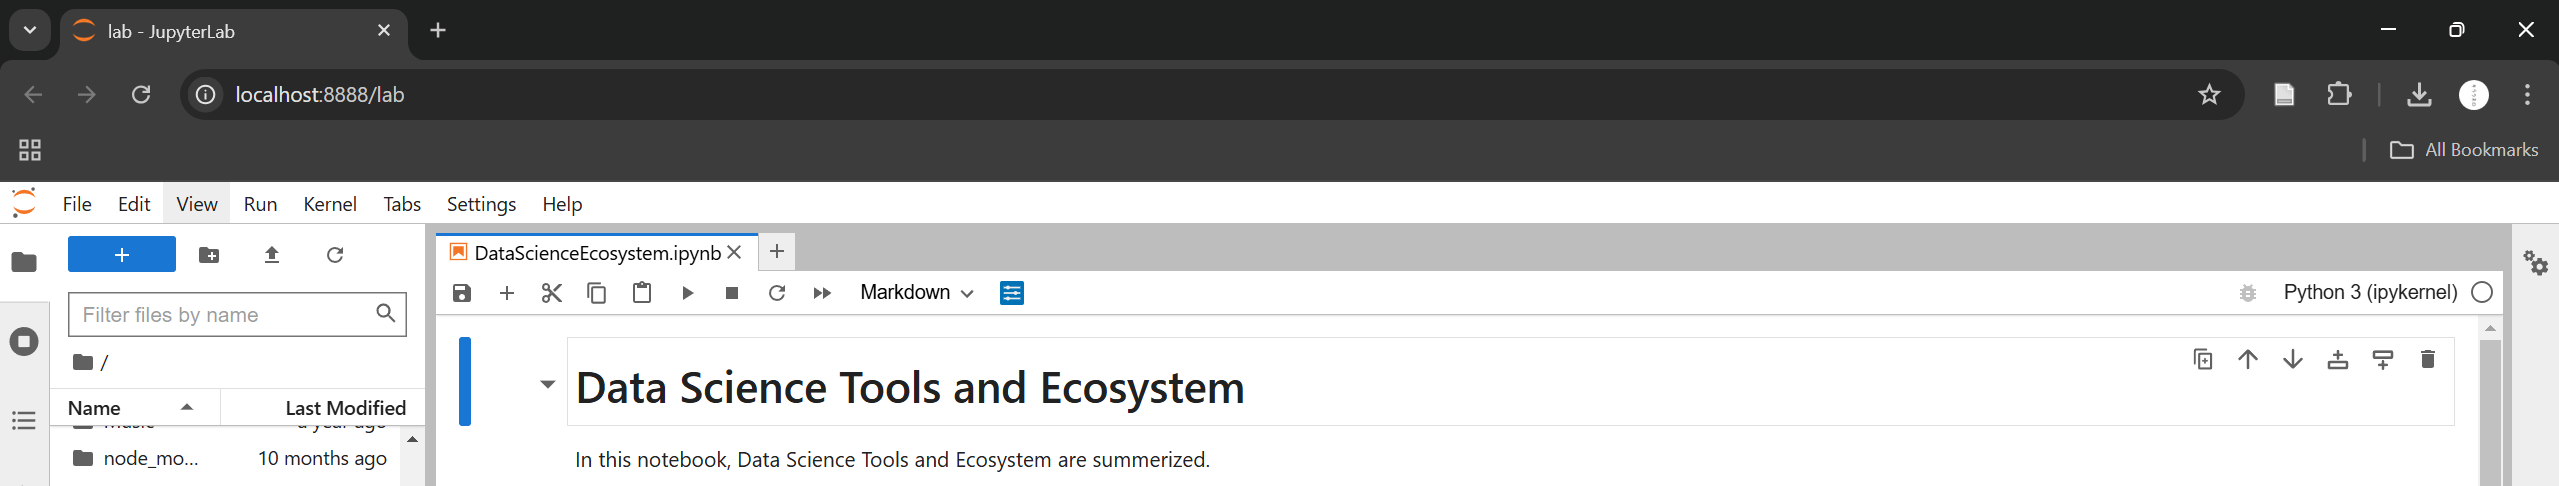 lab - JupyterLab
localhost:8888/lab
All Bookmarks
File Edit View Run Kernel Tabs Settings Help
DataScienceEcosystem.ipynb
Markdown
Python 3 (ipykernel)
Filter files by name
/
Data Science Tools and Ecosystem
Name Last Modified
a year ago
node_mo... 10 months ago
In this notebook, Data Science Tools and Ecosystem are summerized.